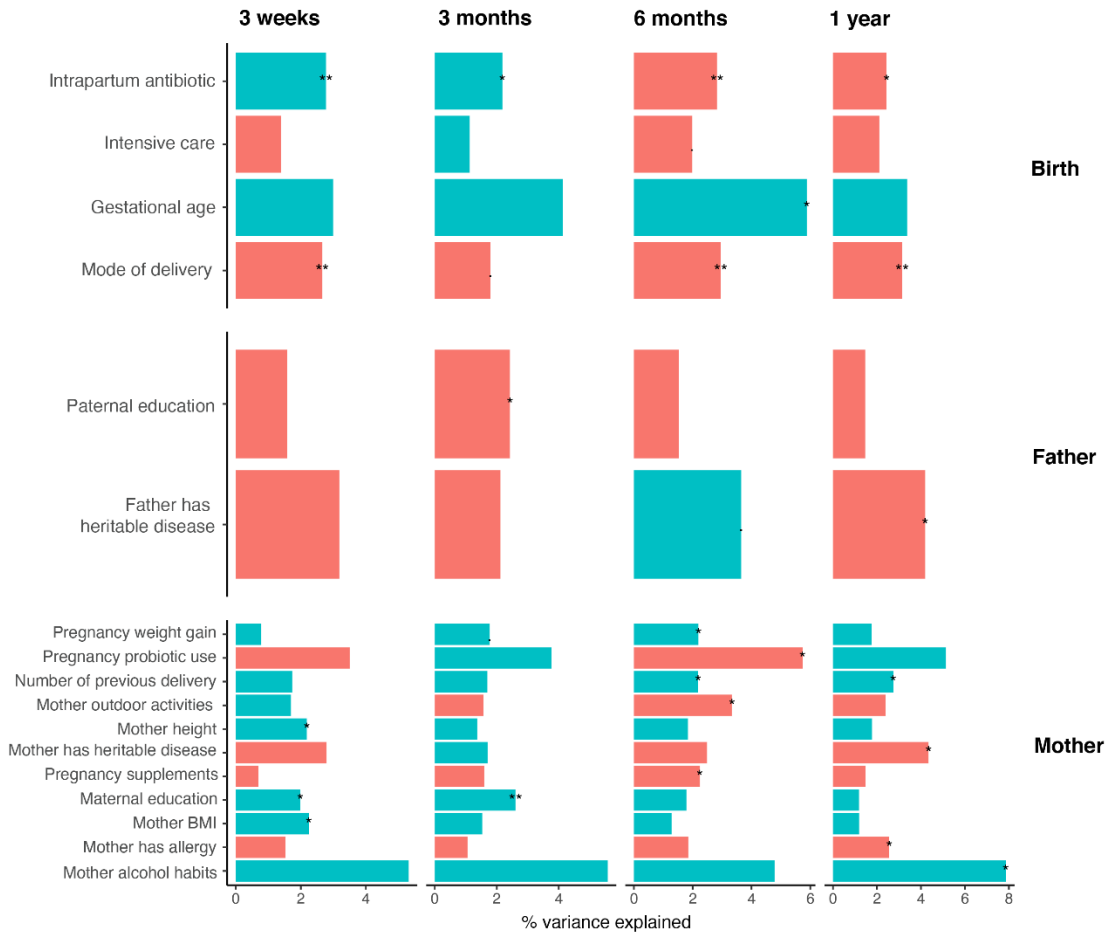 3 weeks 3 months 6 months 1 year
Intrapartum antibiotic ** * ** *
Intensive care .
Gestational age *
Mode of delivery ** . ** **
Birth
Paternal education *
Father has
heritable disease . *
Father
Pregnancy weight gain . *
Pregnancy probiotic use *
Number of previous delivery * *
Mother outdoor activities *
Mother height *
Mother has heritable disease *
Pregnancy supplements *
Maternal education * **
Mother BMI *
Mother has allergy *
Mother alcohol habits *
Mother
0 2 4 0 2 4 0 2 4 6 0 2 4 6 8
% variance explained